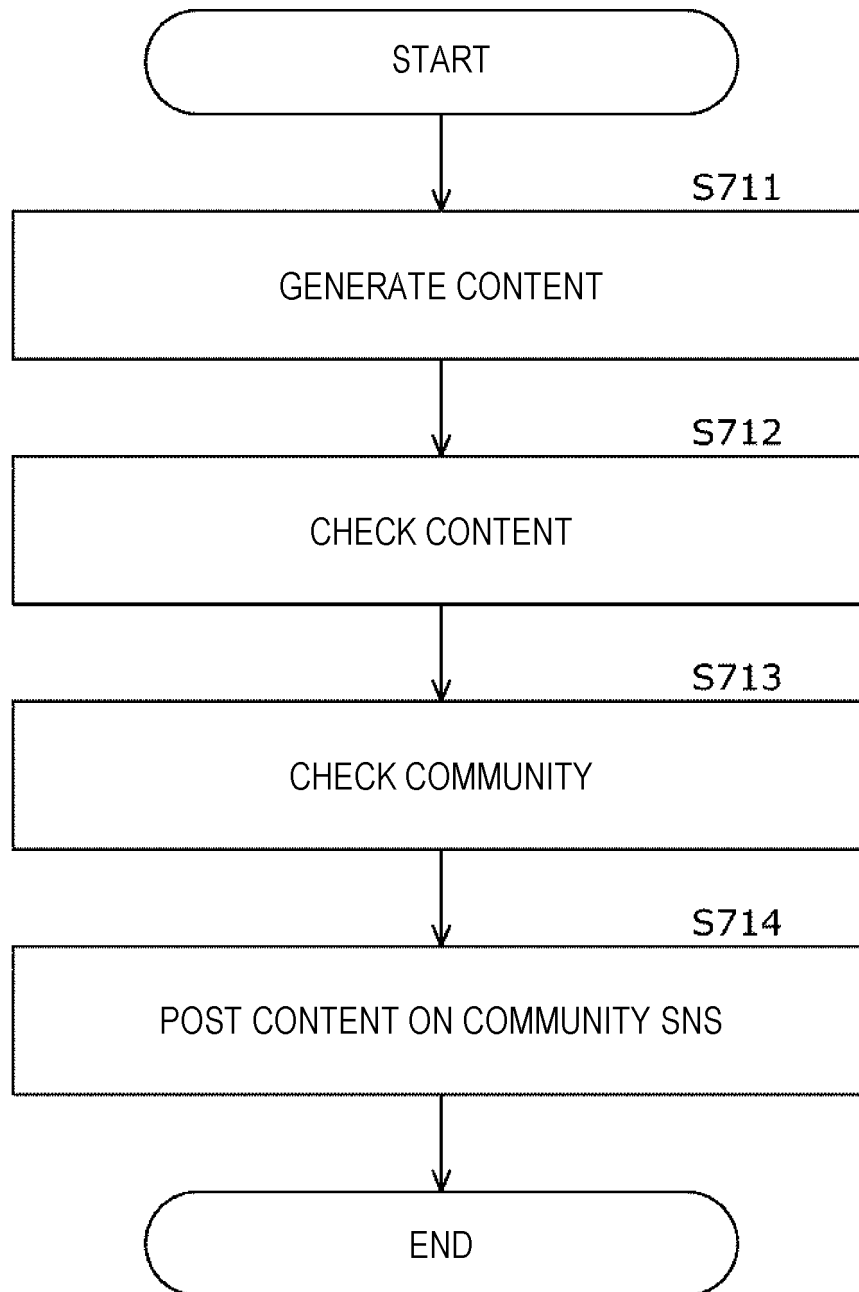 START
S711
GENERATE CONTENT
S712
CHECK CONTENT
S713
CHECK COMMUNITY
S714
POST CONTENT ON COMMUNITY SNS
END